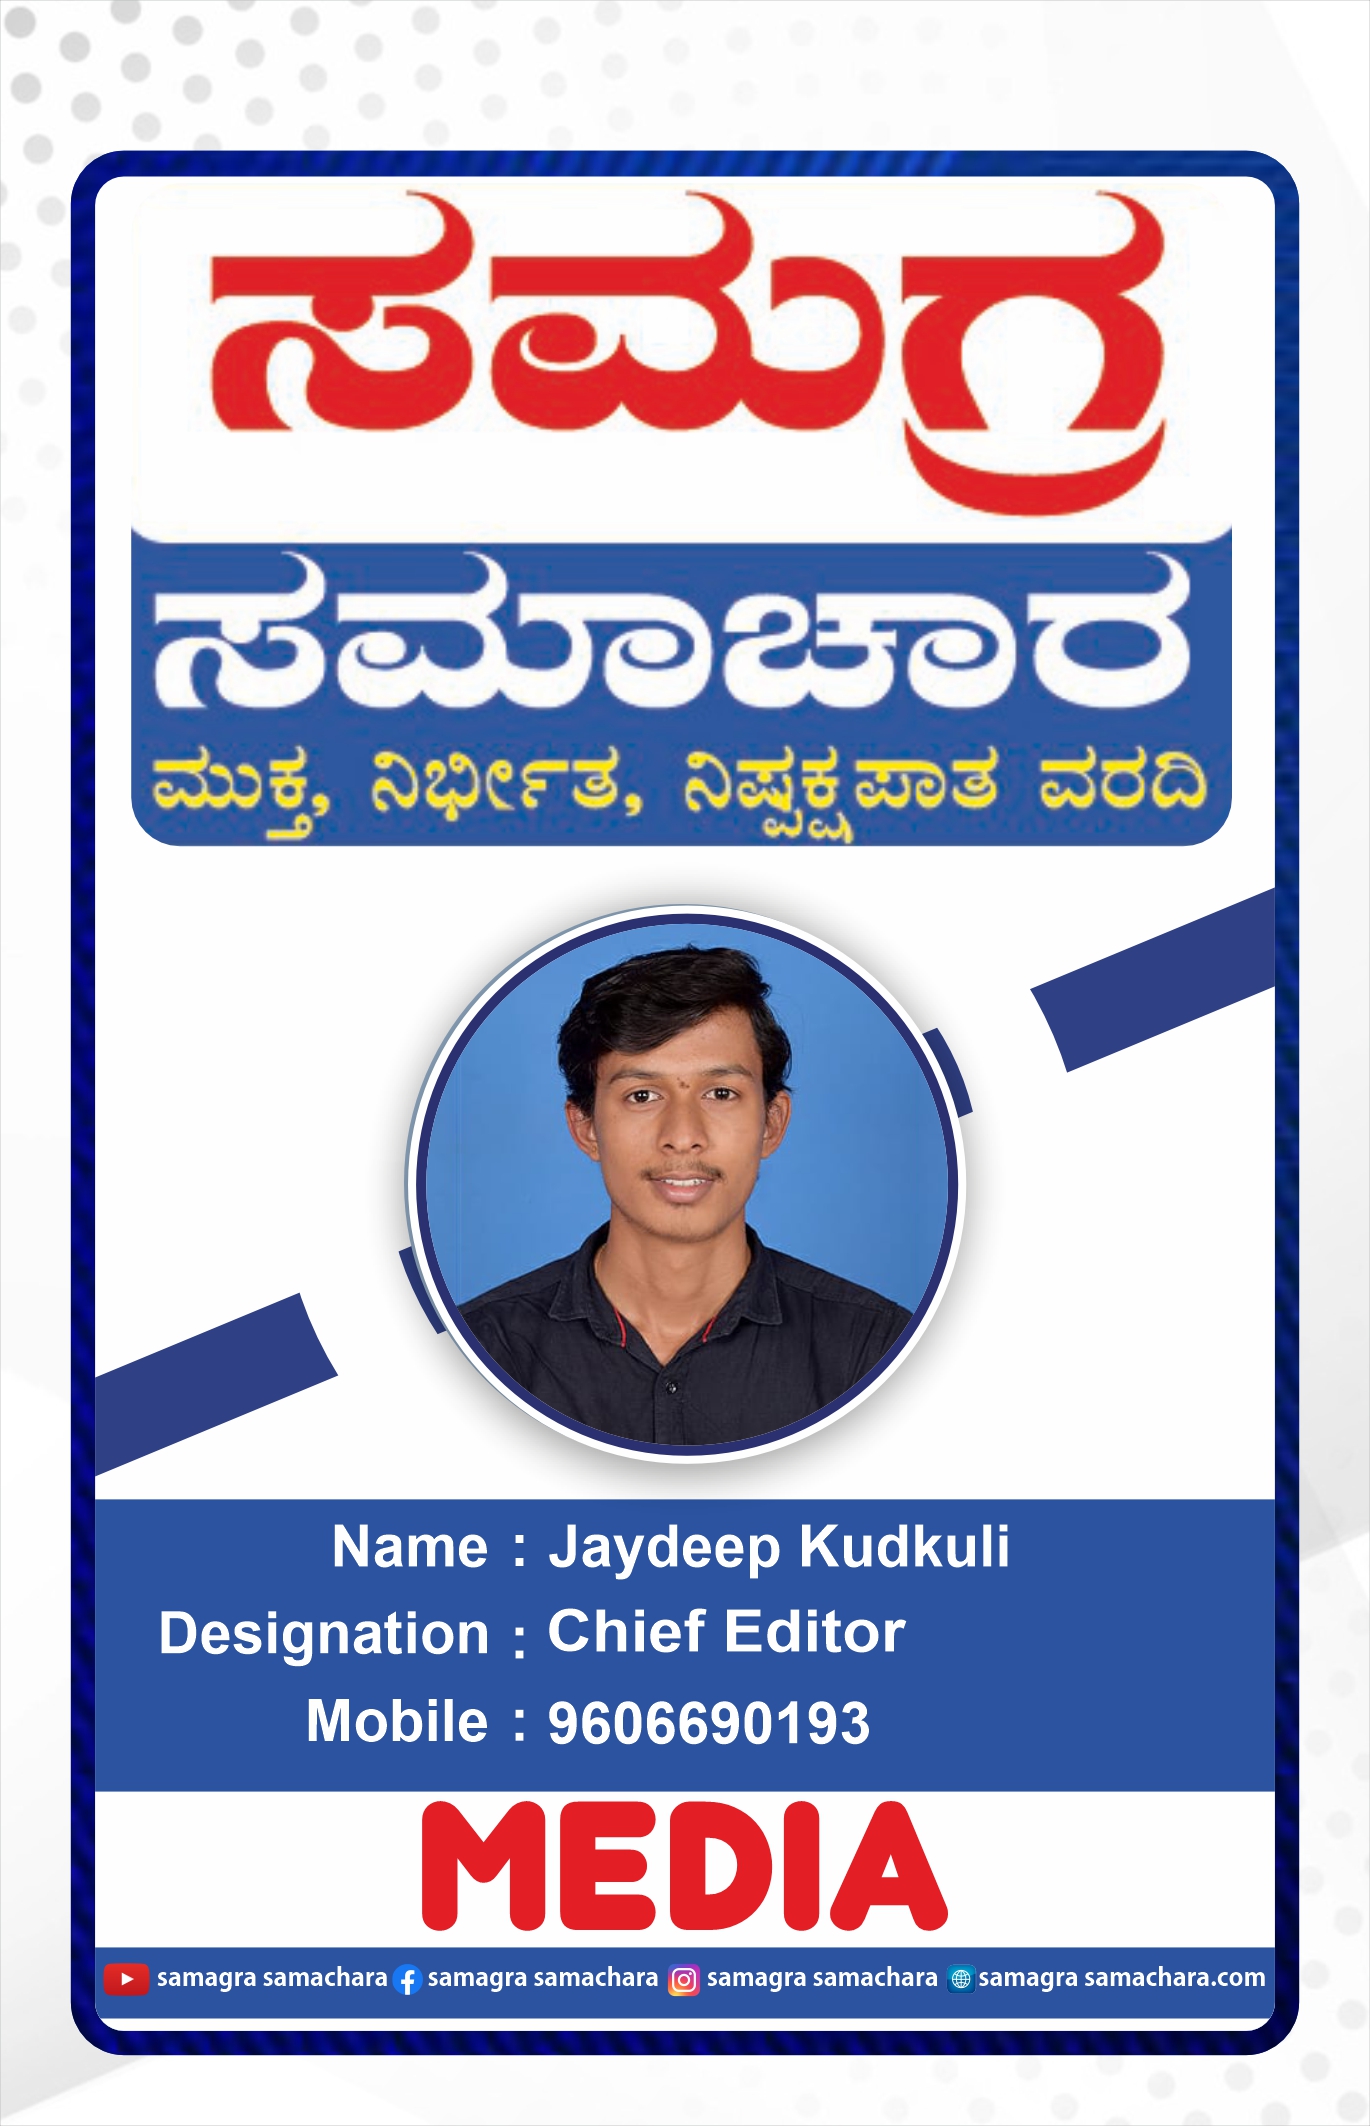 ಸಮಗ್ರ
ಸಮಾಚಾರ
ಮುಕ್ತ, ನಿರ್ಭೀತ, ನಿಷ್ಪಕ್ಷಪಾತ ವರದಿ
Name : Jaydeep Kudkuli
Designation : Chief Editor
Mobile : 9606690193
MEDIA
samagra samachara samagra samachara samagra samachara samagra samachara.com